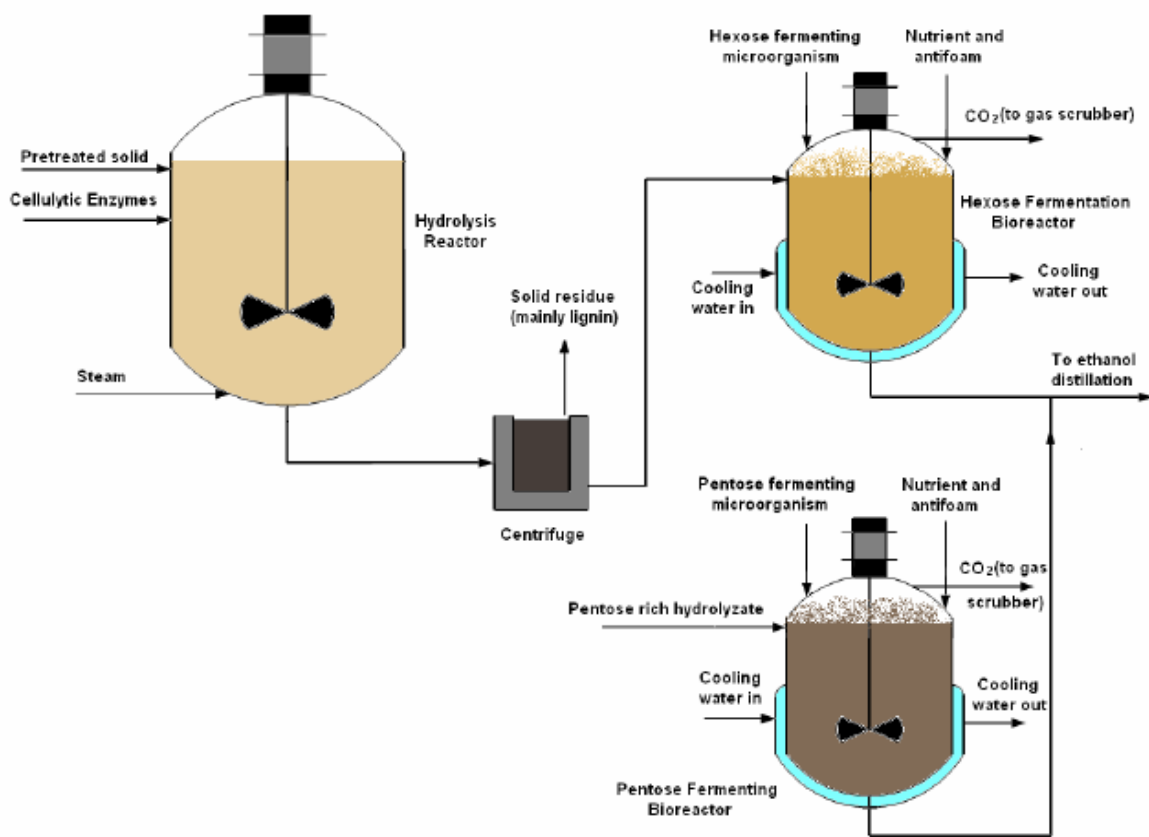 Hexose fermenting
microorganism
Nutrient and
antifoam
CO₂(to gas scrubber)
Pretreated solid
Cellulytic Enzymes
Hydrolysis
Reactor
Hexose Fermentation
Bioreactor
Cooling
water in
Cooling
water out
Solid residue
(mainly lignin)
Steam
To ethanol
distillation
Centrifuge
Pentose fermenting
microorganism
Nutrient and
antifoam
CO₂(to gas
scrubber)
Pentose rich hydrolyzate
Cooling
water in
Cooling
water out
Pentose Fermenting
Bioreactor